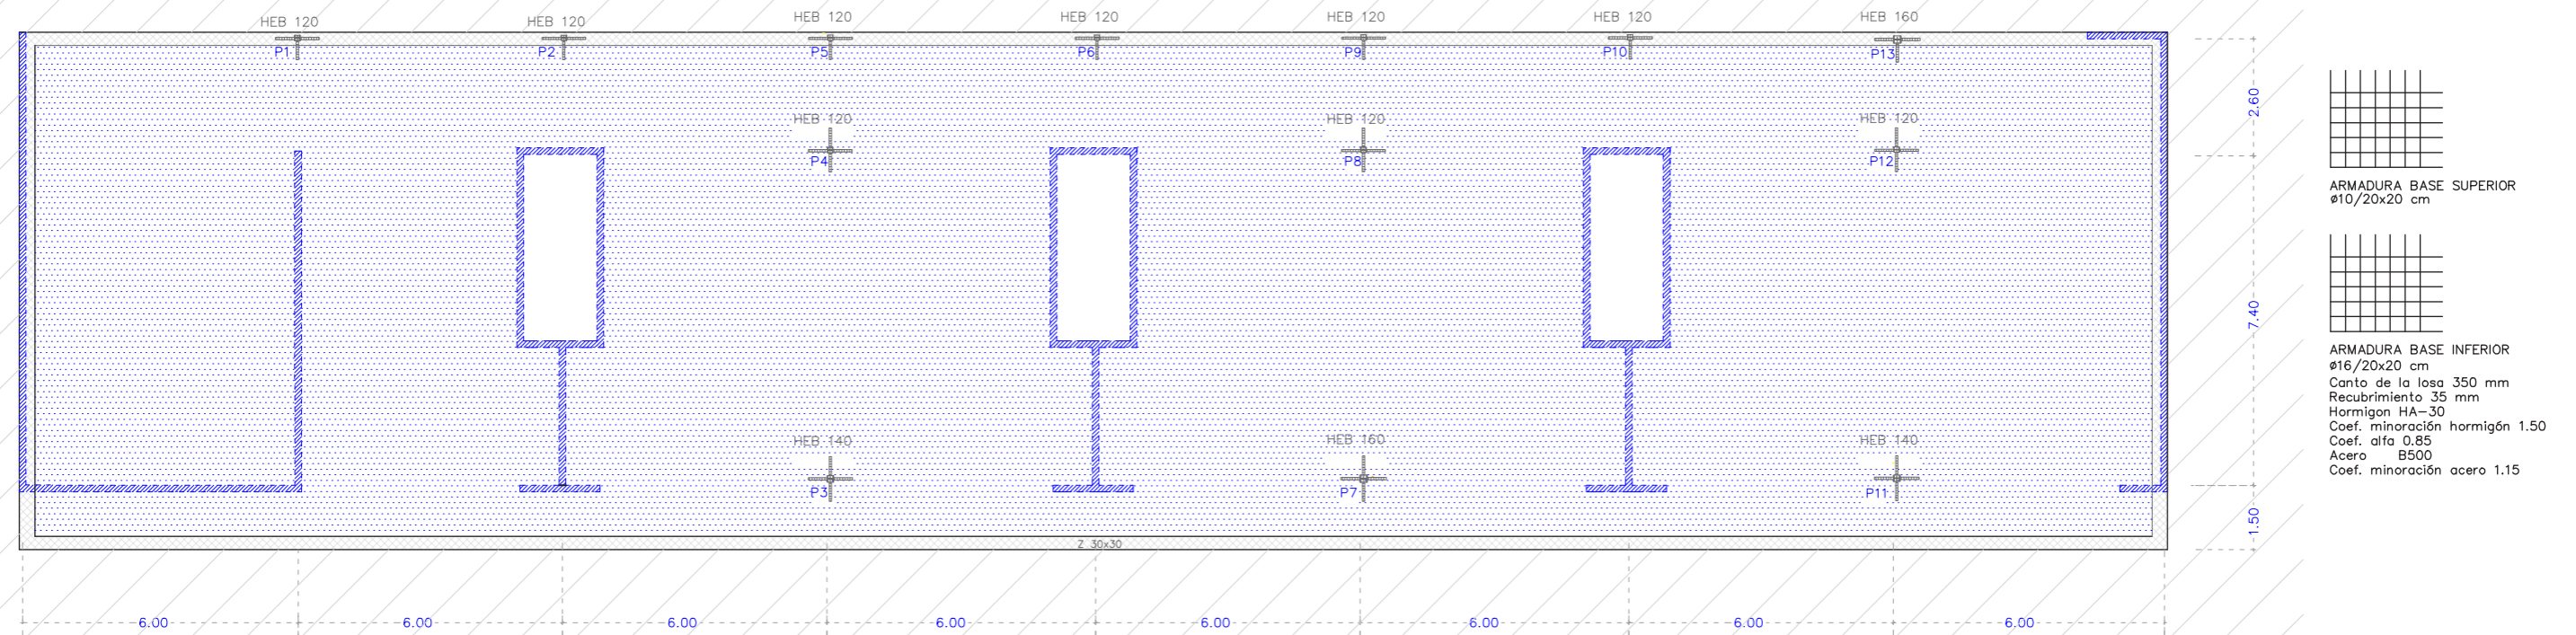 HEB 120
HEB 120
HEB 120
HEB 120
HEB 120
HEB 120
HEB 160
P1
P2
P5
P6
P9
P10
P13
2.60
HEB 120
HEB 120
HEB 120
P4
P8
P12
ARMADURA BASE SUPERIOR
ø10/20x20 cm
7.40
ARMADURA BASE INFERIOR
ø16/20x20 cm
Canto de la losa 350 mm
Recubrimiento 35 mm
Hormigon HA-30
Coef. minoración hormigón 1.50
Coef. alfa 0.85
Acero B500
Coef. minoración acero 1.15
HEB 140
HEB 160
HEB 140
P3
P7
P11
1.50
Z 30x30
6.00
6.00
6.00
6.00
6.00
6.00
6.00
6.00